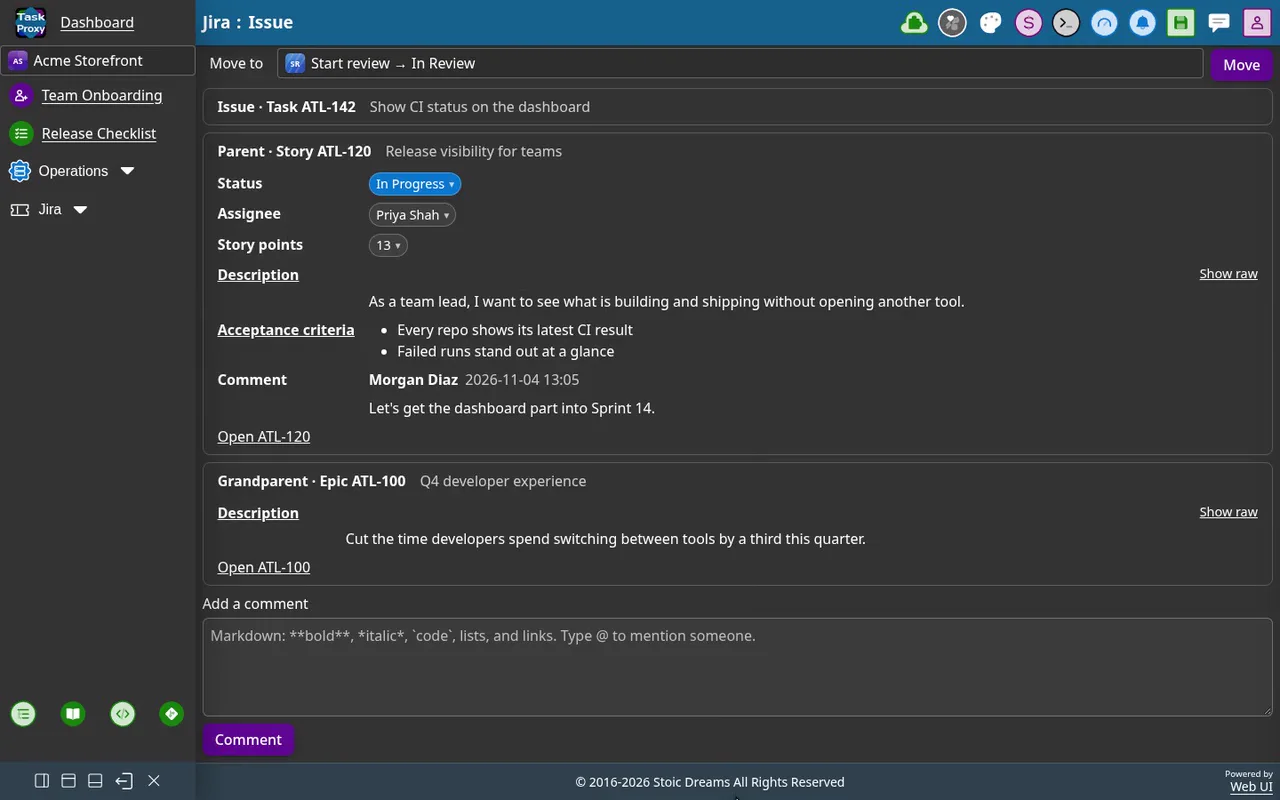 Task Proxy
Dashboard
Jira : Issue
S
AS
Acme Storefront
Move to
SR
Start review → In Review
Move
Team Onboarding
Release Checklist
Operations
Jira
Issue · Task ATL-142 Show CI status on the dashboard
Parent · Story ATL-120 Release visibility for teams
Status
In Progress ▾
Assignee
Priya Shah ▾
Story points
13 ▾
Description
Show raw
As a team lead, I want to see what is building and shipping without opening another tool.
Acceptance criteria
• Every repo shows its latest CI result
• Failed runs stand out at a glance
Comment
Morgan Diaz 2026-11-04 13:05
Let's get the dashboard part into Sprint 14.
Open ATL-120
Grandparent · Epic ATL-100 Q4 developer experience
Description
Show raw
Cut the time developers spend switching between tools by a third this quarter.
Open ATL-100
Add a comment
Markdown: **bold**, *italic*, `code`, lists, and links. Type @ to mention someone.
Comment
© 2016-2026 Stoic Dreams All Rights Reserved
Powered by
Web UI